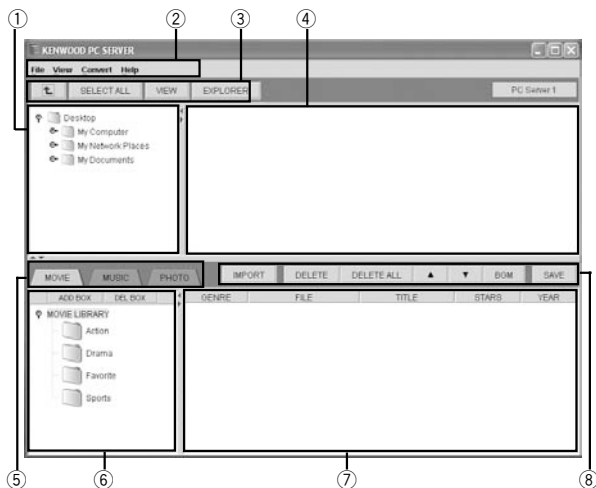 ① ② ③ ④
KENWOOD PC SERVER
File View Convert Help
SELECT ALL VIEW EXPLORER PC Server 1
Desktop
My Computer
My Network Places
My Documents
MOVIE MUSIC PHOTO IMPORT DELETE DELETE ALL ▲ ▼ BGM SAVE
ADD BOX DEL BOX GENRE FILE TITLE STARS YEAR
MOVIE LIBRARY
Action
Drama
Favorite
Sports
⑤ ⑥ ⑦ ⑧